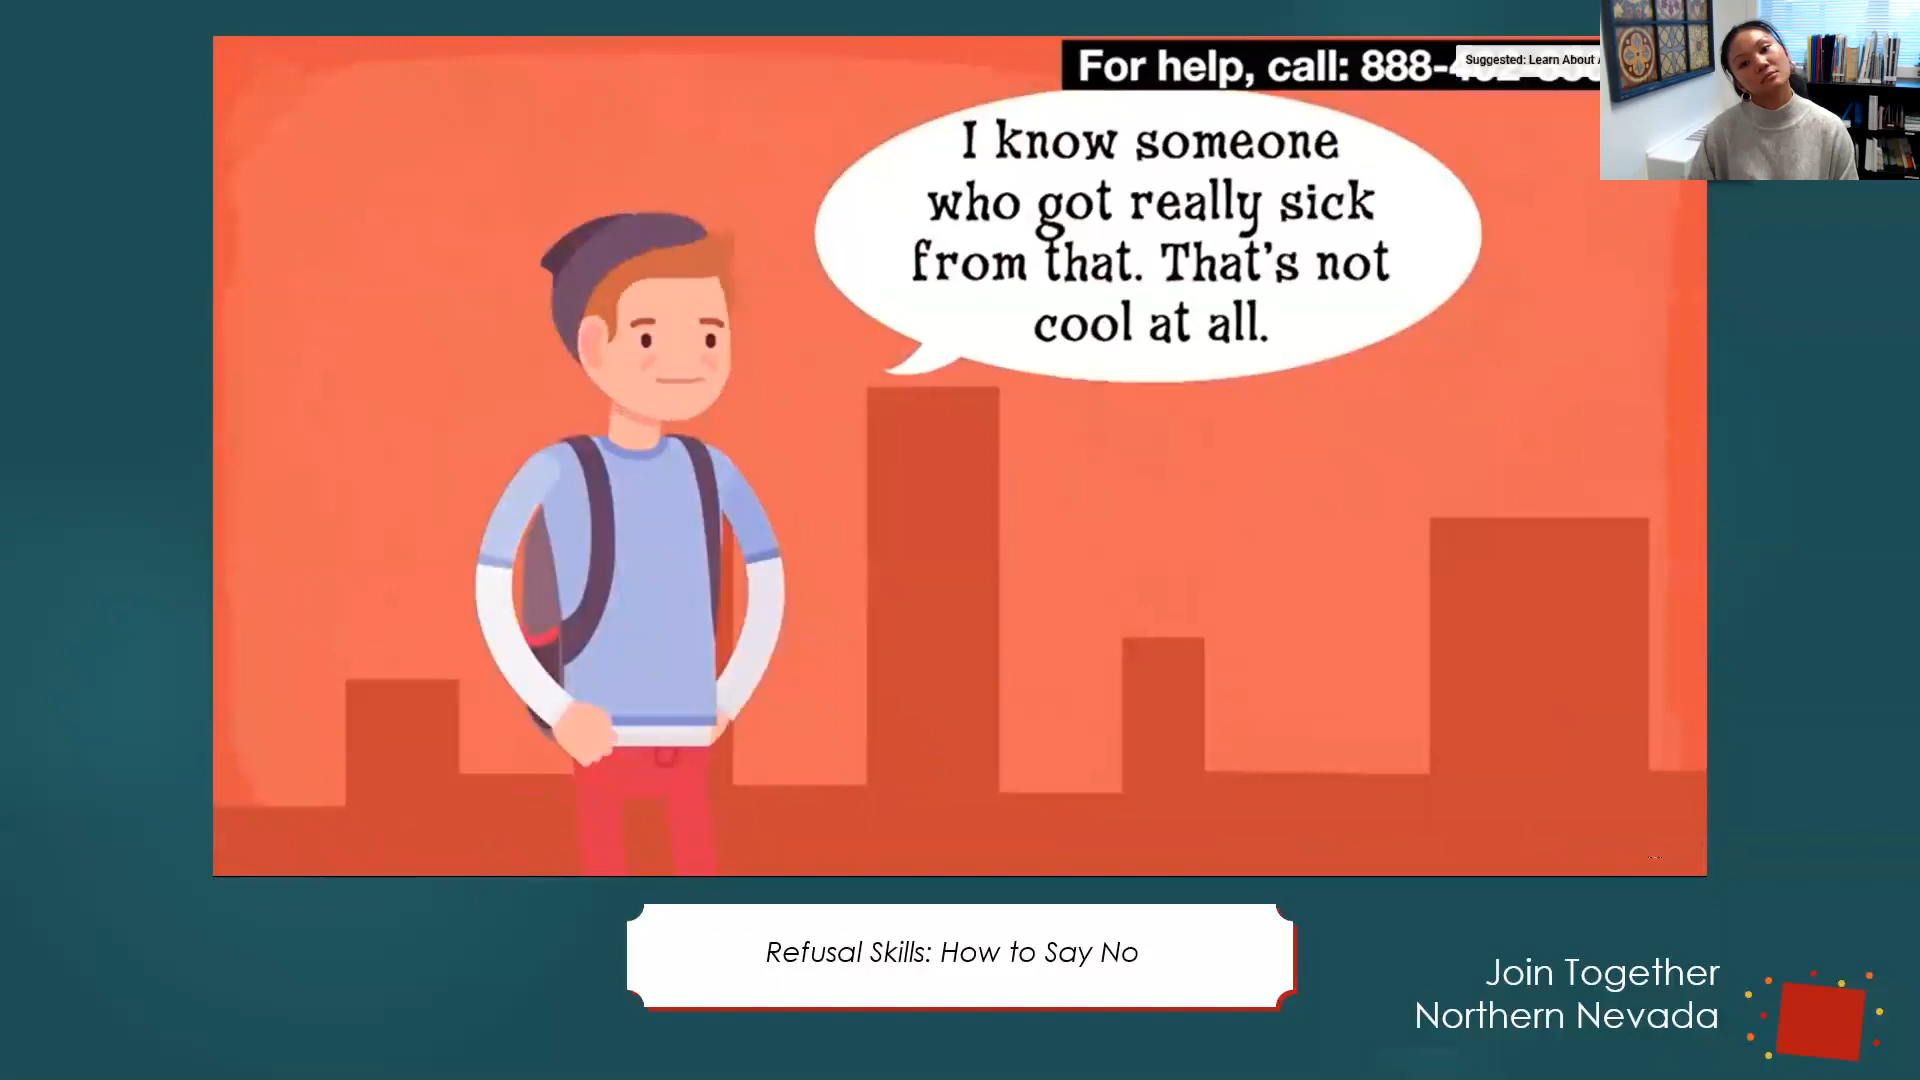 For help, call: 888-
Suggested: Learn About
I know someone
who got really sick
from that. That's not
cool at all.
Refusal Skills: How to Say No
Join Together
Northern Nevada